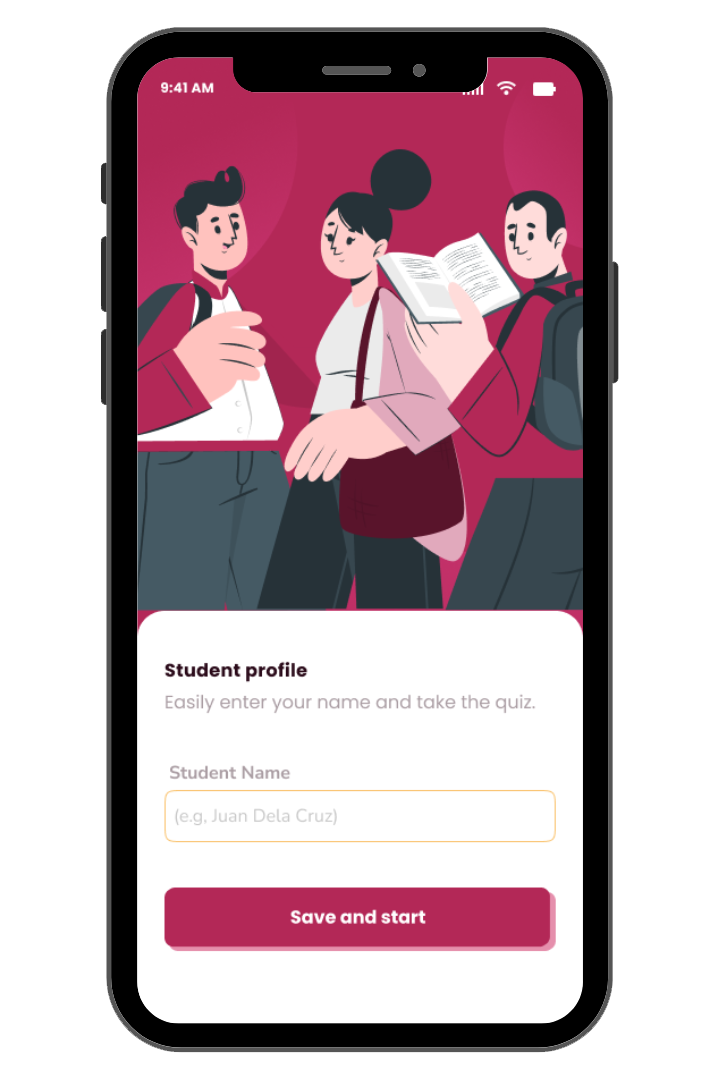 9:41 AM
Student profile
Easily enter your name and take the quiz.
Student Name
(e.g, Juan Dela Cruz)
Save and start